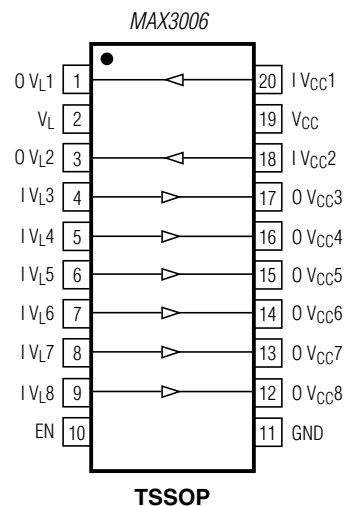 MAX3006
O VL1 1 20 I VCC1
VL 2 19 VCC
O VL2 3 18 I VCC2
I VL3 4 17 O VCC3
I VL4 5 16 O VCC4
I VL5 6 15 O VCC5
I VL6 7 14 O VCC6
I VL7 8 13 O VCC7
I VL8 9 12 O VCC8
EN 10 11 GND
TSSOP